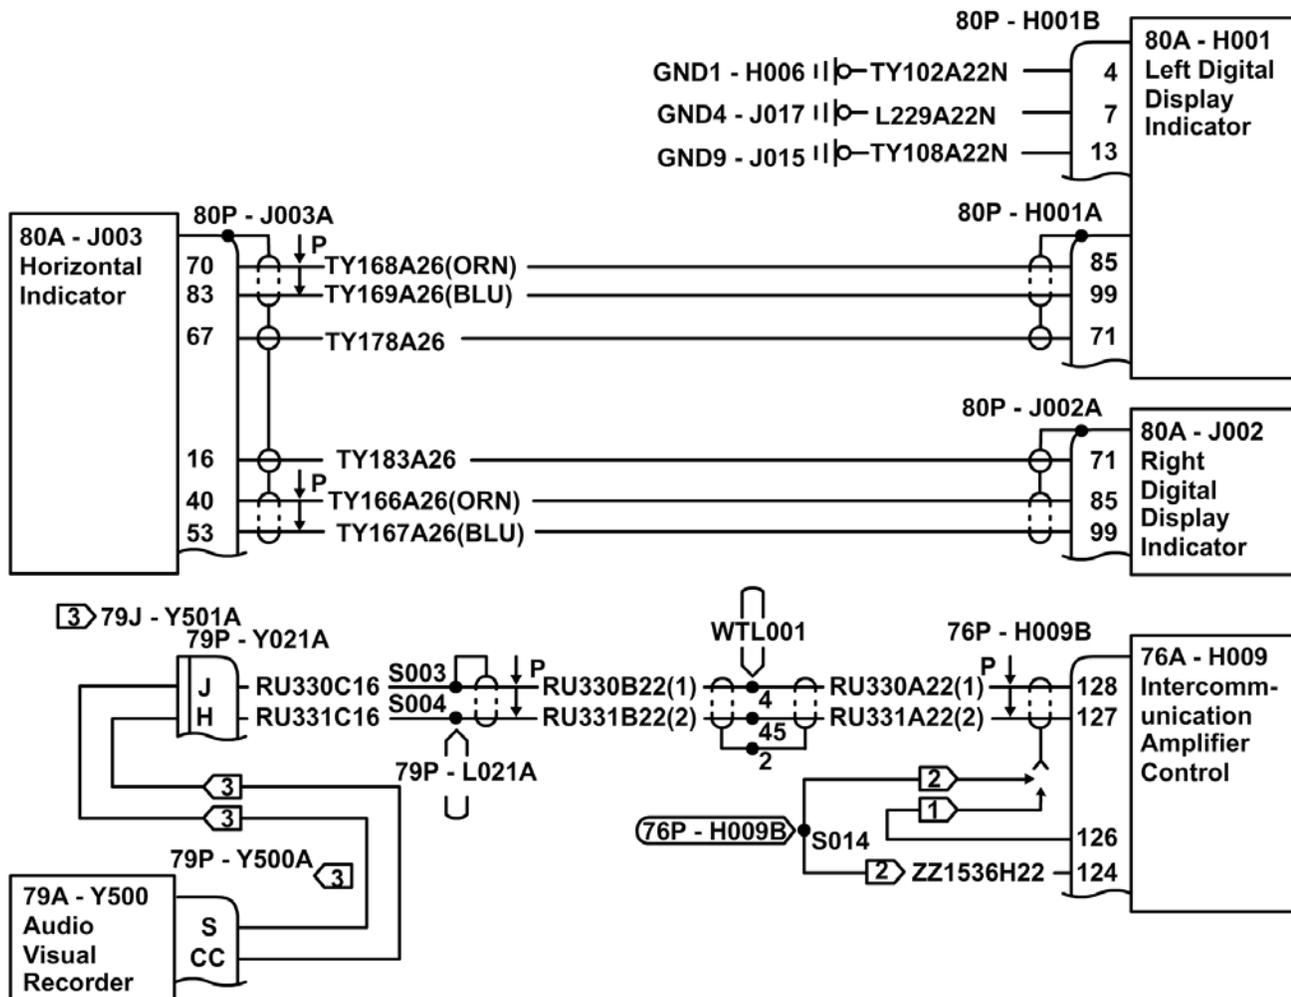 80P - H001B
80A - H001
Left Digital
Display
Indicator
GND1 - H006 TY102A22N 4
GND4 - J017 L229A22N 7
GND9 - J015 TY108A22N 13
80P - J003A
80P - H001A
80A - J003
Horizontal
Indicator
P
70 TY168A26(ORN) 85
83 TY169A26(BLU) 99
67 TY178A26 71
80P - J002A
80A - J002
Right
Digital
Display
Indicator
16 TY183A26 71
P
40 TY166A26(ORN) 85
53 TY167A26(BLU) 99
3 79J - Y501A
79P - Y021A
WTL001
76P - H009B
76A - H009
Intercomm-
unication
Amplifier
Control
J RU330C16 S003 P RU330B22(1) 4 RU330A22(1) P 128
H RU331C16 S004 RU331B22(2) 45 RU331A22(2) 127
2
79P - L021A
3
3
2
1
76P - H009B
S014
126
2 ZZ1536H22 124
79P - Y500A
3
79A - Y500
Audio
Visual
Recorder
S
CC